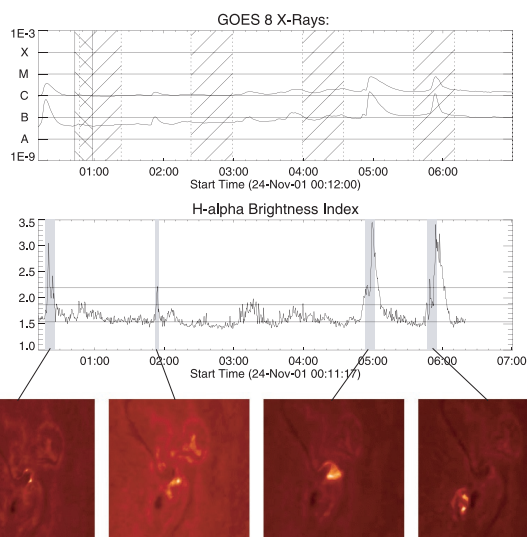 GOES 8 X-Rays:
1E-3
X
M
C
B
A
1E-9
01:00 02:00 03:00 04:00 05:00 06:00
Start Time (24-Nov-01 00:12:00)
H-alpha Brightness Index
3.5
3.0
2.5
2.0
1.5
1.0
01:00 02:00 03:00 04:00 05:00 06:00 07:00
Start Time (24-Nov-01 00:11:17)